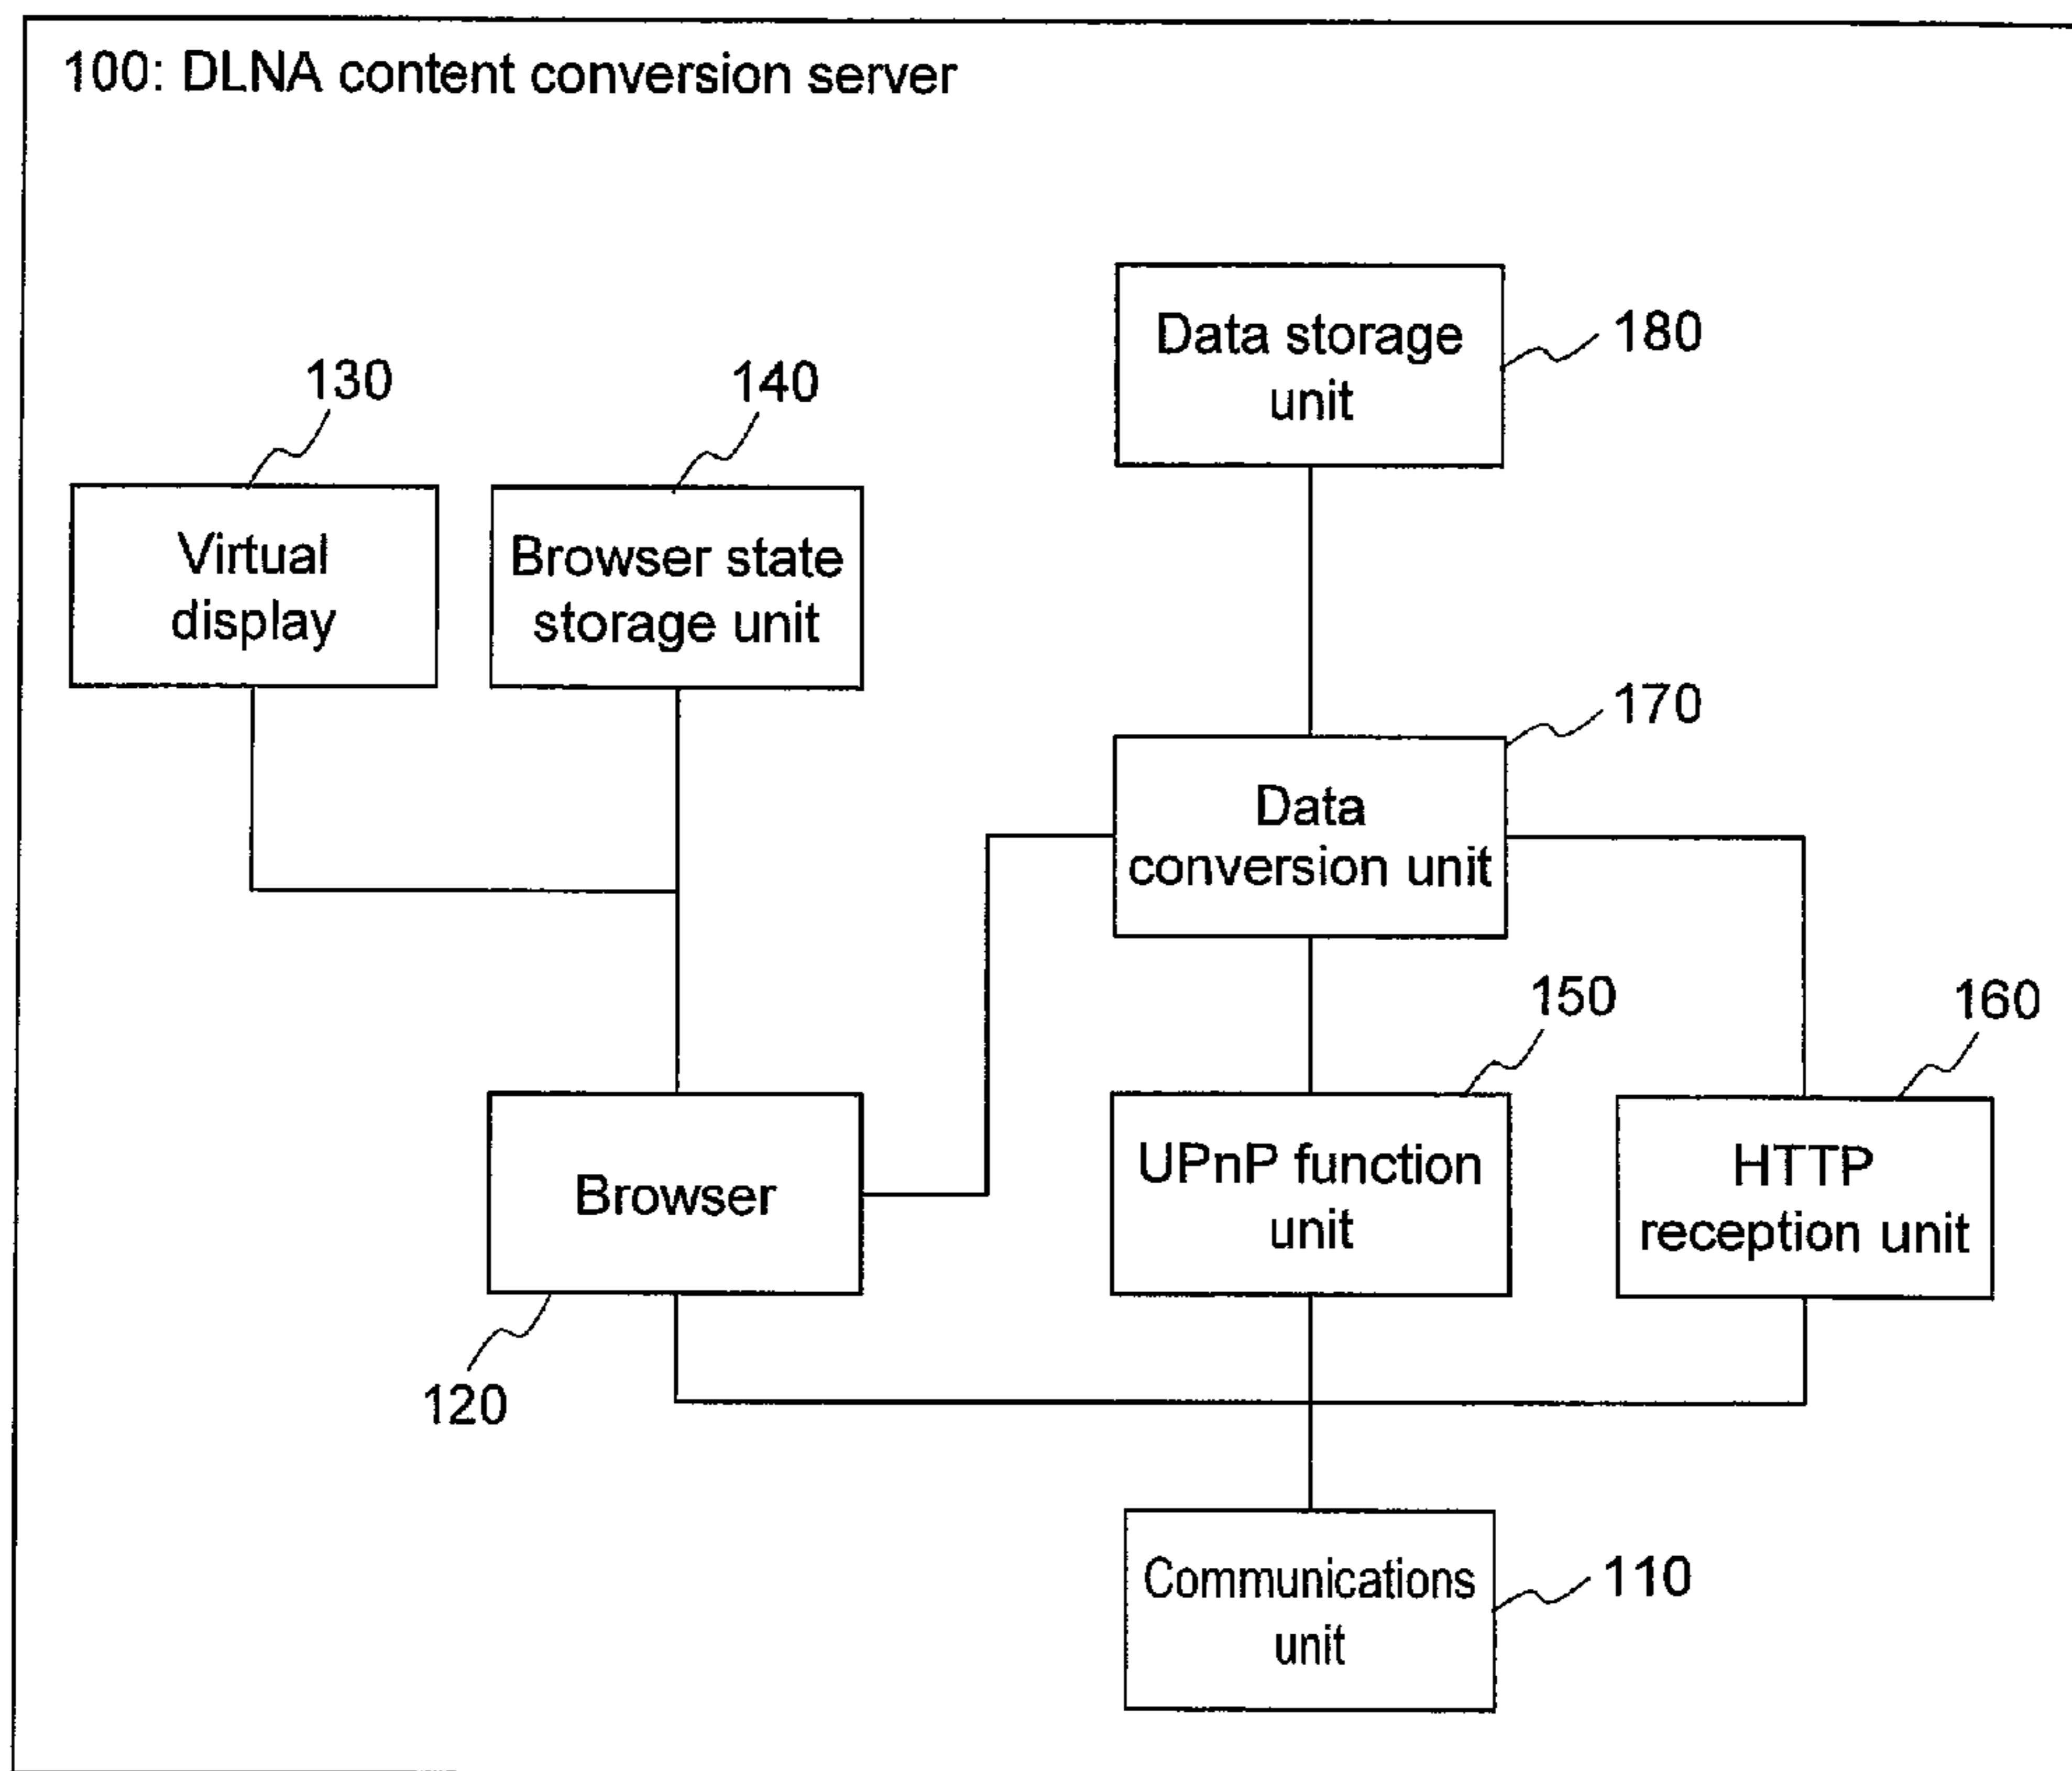 100: DLNA content conversion server
Data storage
unit
180
130
140
Virtual
display
Browser state
storage unit
170
Data
conversion unit
150
160
Browser
UPnP function
unit
HTTP
reception unit
120
Communications
unit
110